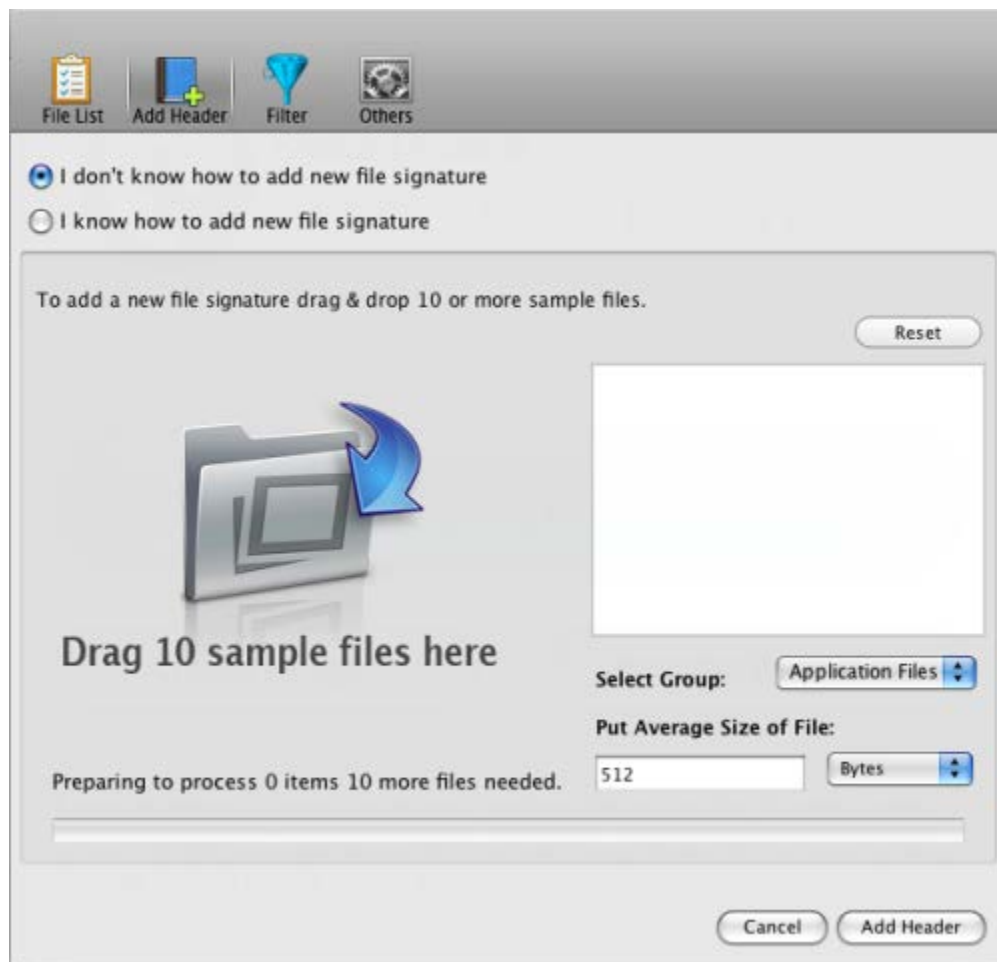 File List Add Header Filter Others
I don't know how to add new file signature
I know how to add new file signature
To add a new file signature drag & drop 10 or more sample files.
Reset
Drag 10 sample files here
Select Group: Application Files
Put Average Size of File:
512 Bytes
Preparing to process 0 items 10 more files needed.
Cancel Add Header